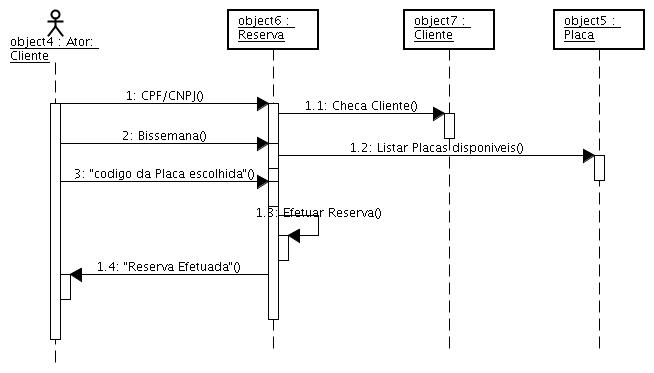 object4 : Ator:
Cliente
object6 :
Reserva
object7 :
Cliente
object5 :
Placa
1: CPF/CNPJ()
1.1: Checa Cliente()
2: Bissemana()
1.2: Listar Placas disponiveis()
3: "codigo da Placa escolhida"()
1.3: Efetuar Reserva()
1.4: "Reserva Efetuada"()